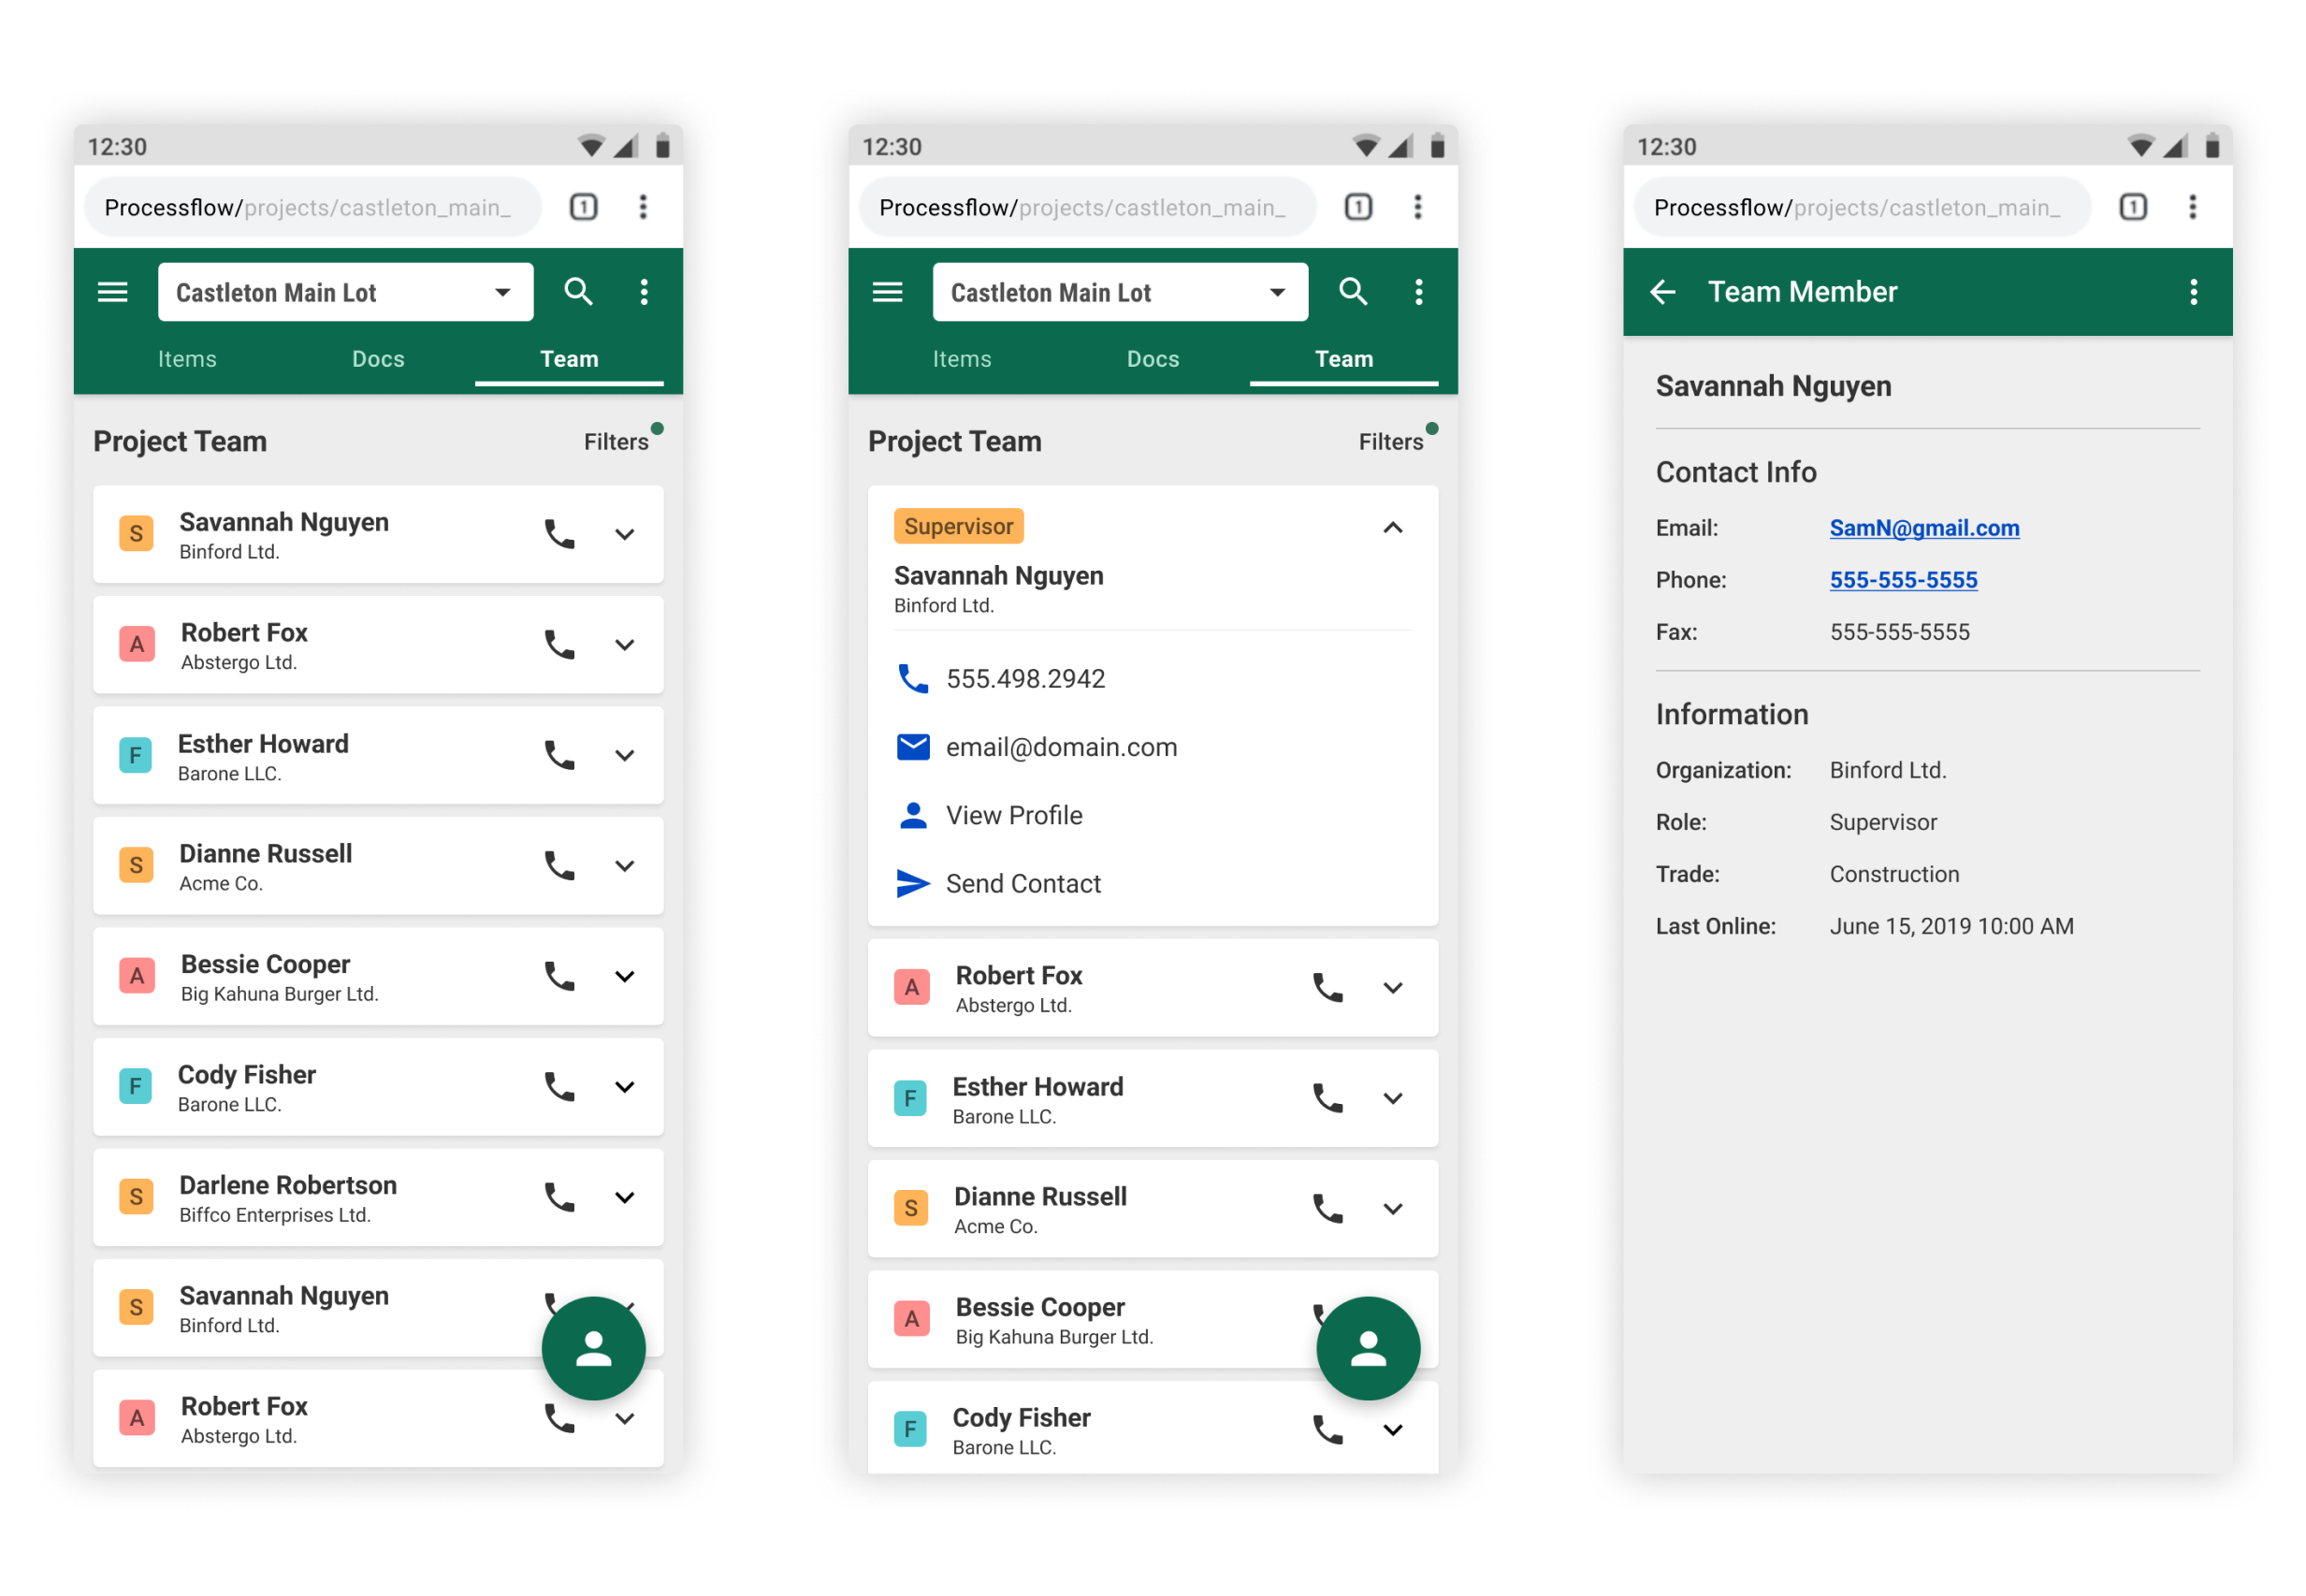 12:30
Processflow/projects/castleton_main_
1
Castleton Main Lot
Items Docs Team
Project Team Filters
S Savannah Nguyen
Binford Ltd.
A Robert Fox
Abstergo Ltd.
F Esther Howard
Barone LLC.
S Dianne Russell
Acme Co.
A Bessie Cooper
Big Kahuna Burger Ltd.
F Cody Fisher
Barone LLC.
S Darlene Robertson
Biffco Enterprises Ltd.
S Savannah Nguyen
Binford Ltd.
A Robert Fox
Abstergo Ltd.
12:30
Processflow/projects/castleton_main_
1
Castleton Main Lot
Items Docs Team
Project Team Filters
Supervisor
Savannah Nguyen
Binford Ltd.
555.498.2942
email@domain.com
View Profile
Send Contact
A Robert Fox
Abstergo Ltd.
F Esther Howard
Barone LLC.
S Dianne Russell
Acme Co.
A Bessie Cooper
Big Kahuna Burger Ltd.
F Cody Fisher
Barone LLC.
12:30
Processflow/projects/castleton_main_
1
Team Member
Savannah Nguyen
Contact Info
Email: SamN@gmail.com
Phone: 555-555-5555
Fax: 555-555-5555
Information
Organization: Binford Ltd.
Role: Supervisor
Trade: Construction
Last Online: June 15, 2019 10:00 AM